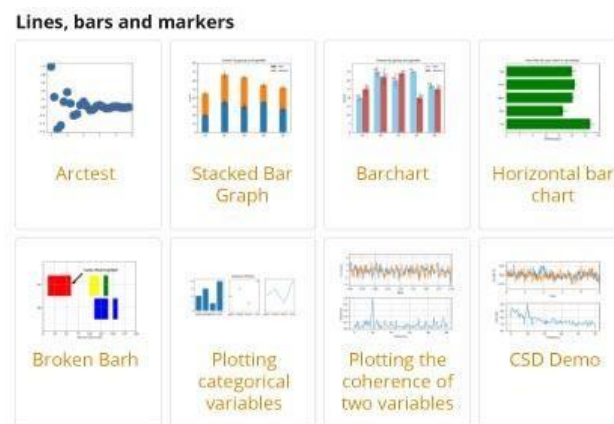 Lines, bars and markers
Arctest
Stacked Bar
Graph
Barchart
Horizontal bar
chart
Broken Barh
Plotting
categorical
variables
Plotting the
coherence of
two variables
CSD Demo